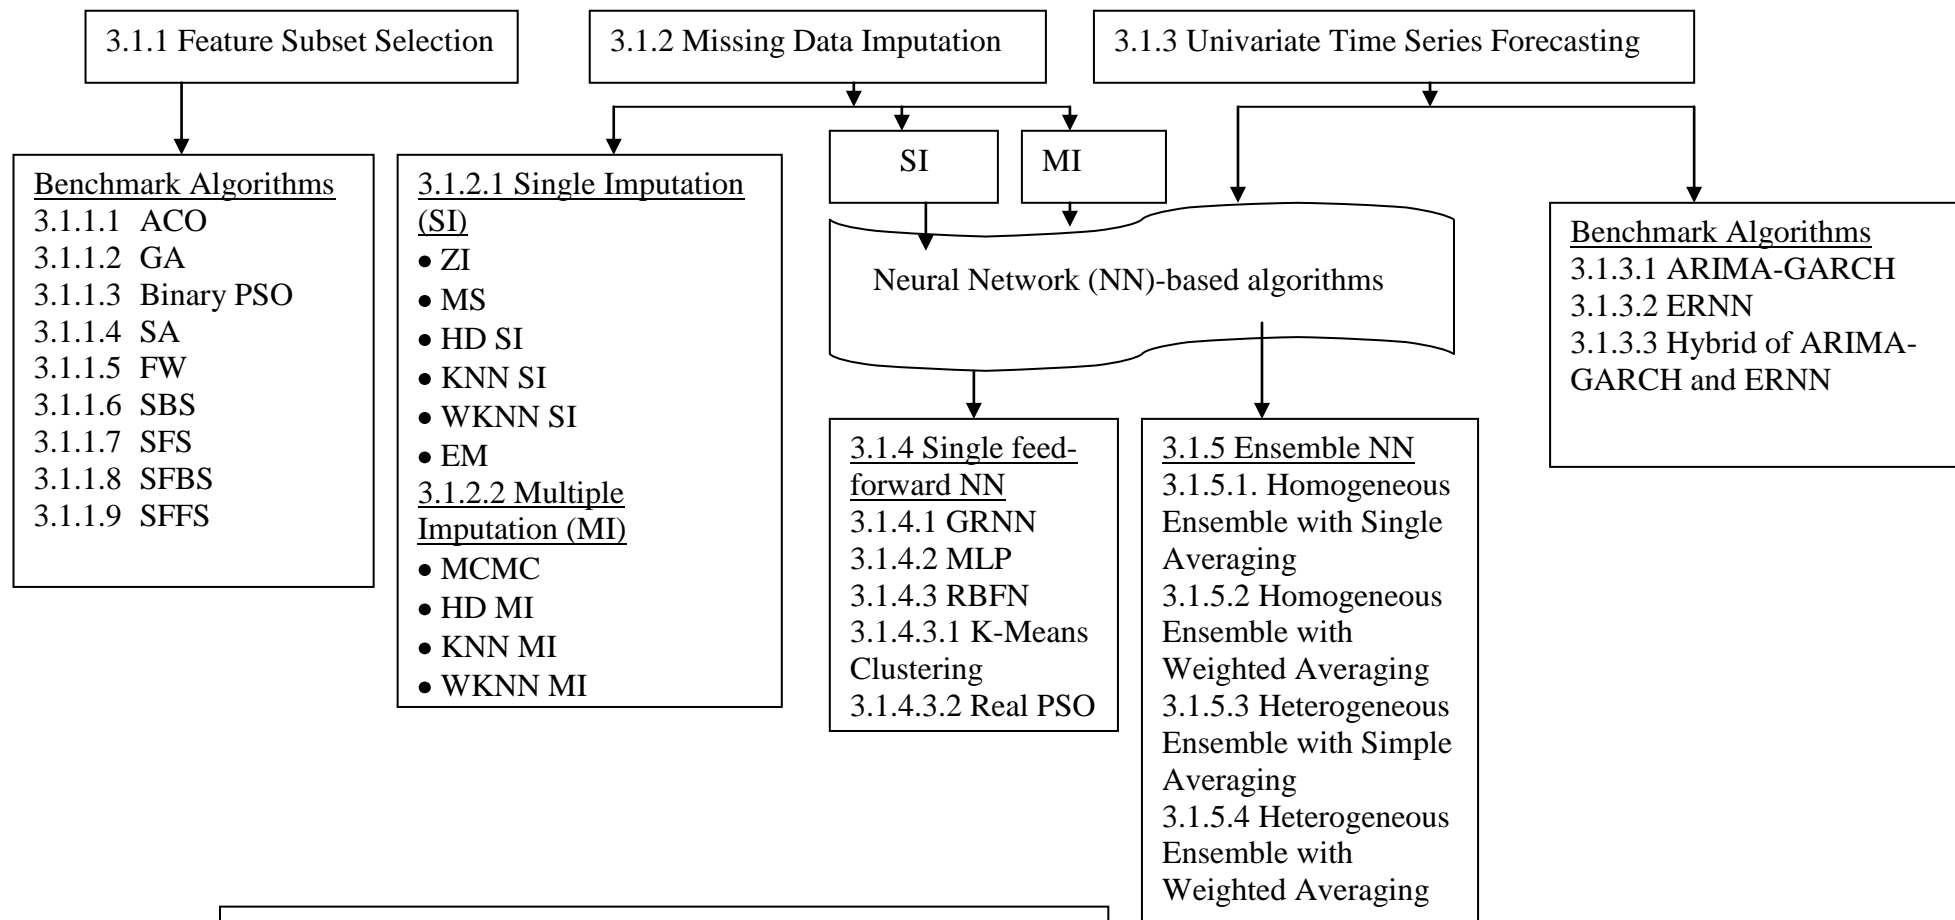 3.1.1 Feature Subset Selection
3.1.2 Missing Data Imputation
3.1.3 Univariate Time Series Forecasting
Benchmark Algorithms
3.1.1.1 ACO
3.1.1.2 GA
3.1.1.3 Binary PSO
3.1.1.4 SA
3.1.1.5 FW
3.1.1.6 SBS
3.1.1.7 SFS
3.1.1.8 SFBS
3.1.1.9 SFFS
3.1.2.1 Single Imputation
(SI)
• ZI
• MS
• HD SI
• KNN SI
• WKNN SI
• EM
3.1.2.2 Multiple
Imputation (MI)
• MCMC
• HD MI
• KNN MI
• WKNN MI
SI
MI
Neural Network (NN)-based algorithms
3.1.4 Single feed-
forward NN
3.1.4.1 GRNN
3.1.4.2 MLP
3.1.4.3 RBFN
3.1.4.3.1 K-Means
Clustering
3.1.4.3.2 Real PSO
3.1.5 Ensemble NN
3.1.5.1. Homogeneous
Ensemble with Single
Averaging
3.1.5.2 Homogeneous
Ensemble with
Weighted Averaging
3.1.5.3 Heterogeneous
Ensemble with Simple
Averaging
3.1.5.4 Heterogeneous
Ensemble with
Weighted Averaging
Benchmark Algorithms
3.1.3.1 ARIMA-GARCH
3.1.3.2 ERNN
3.1.3.3 Hybrid of ARIMA-
GARCH and ERNN